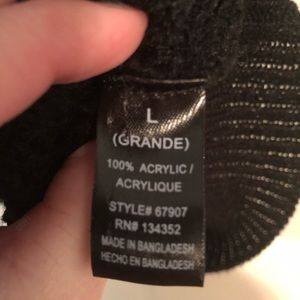 L
(GRANDE)
100% ACRYLIC/
ACRYLIQUE
STYLE# 67907
RN# 134352
MADE IN BANGLADESH
HECHO EN BANGLADESH